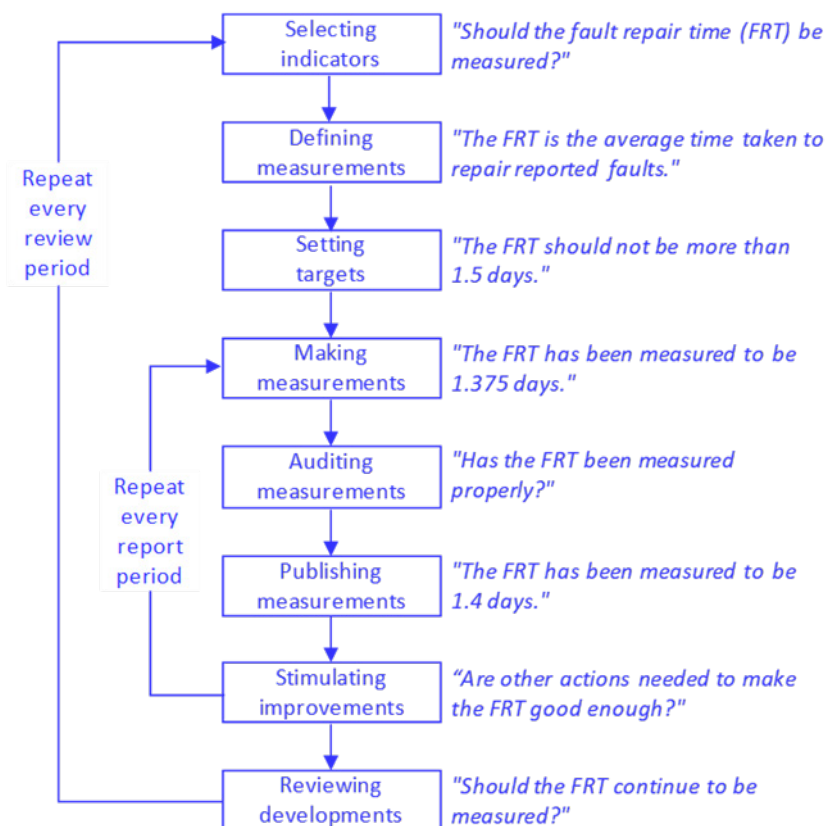 Selecting
indicators
"Should the fault repair time (FRT) be
measured?"
Defining
measurements
"The FRT is the average time taken to
repair reported faults."
Repeat
every
review
period
Setting
targets
"The FRT should not be more than
1.5 days."
Making
measurements
"The FRT has been measured to be
1.375 days."
Auditing
measurements
"Has the FRT been measured
properly?"
Repeat
every
report
period
Publishing
measurements
"The FRT has been measured to be
1.4 days."
Stimulating
improvements
“Are other actions needed to make
the FRT good enough?"
Reviewing
developments
"Should the FRT continue to be
measured?"